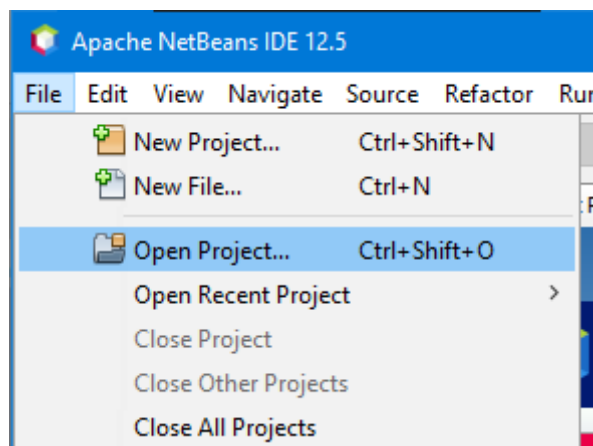 Apache NetBeans IDE 12.5
File Edit View Navigate Source Refactor
New Project... Ctrl+Shift+N
New File... Ctrl+N
Open Project... Ctrl+Shift+O
Open Recent Project
Close Project
Close Other Projects
Close All Projects